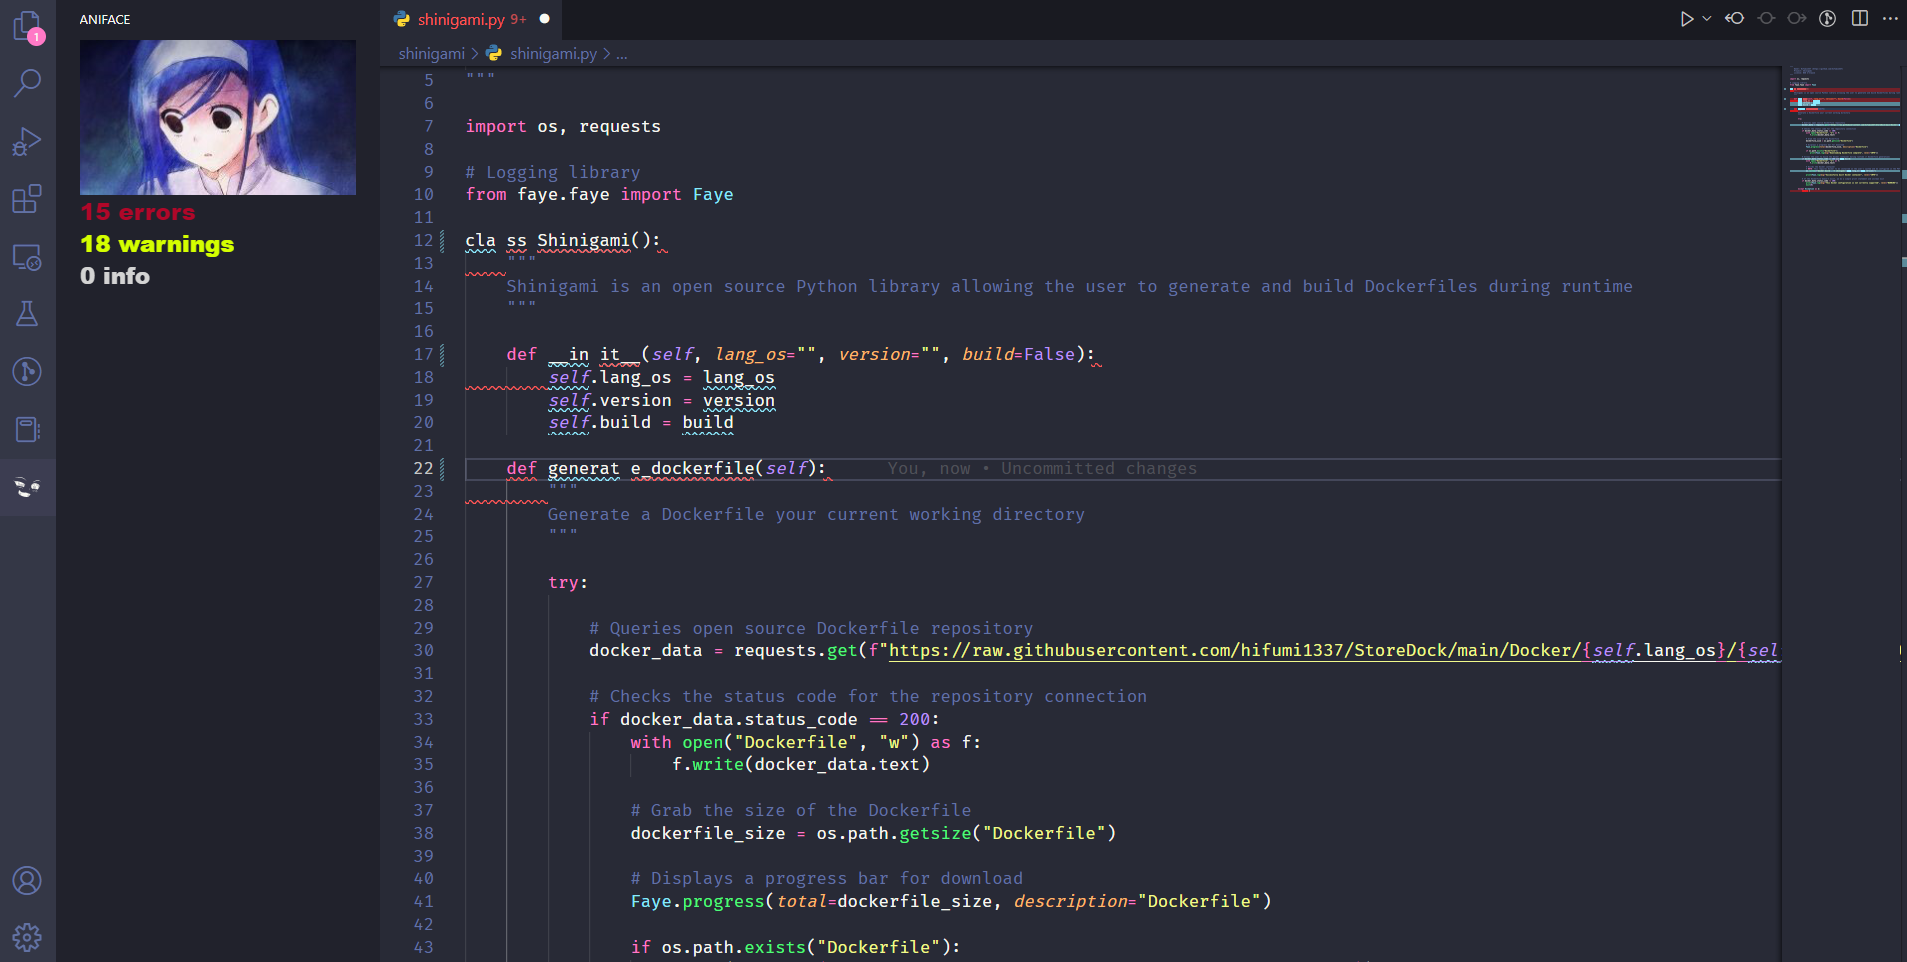 1
ANIFACE
15 errors
18 warnings
0 info
shinigami.py 9+
shinigami > shinigami.py > ...
5 """
6
7 import os, requests
8
9 # Logging library
10 from faye.faye import Faye
11
12 cla ss Shinigami():
13 """
14 Shinigami is an open source Python library allowing the user to generate and build Dockerfiles during runtime
15 """
16
17 def __in it__(self, lang_os="", version="", build=False):
18 self.lang_os = lang_os
19 self.version = version
20 self.build = build
21
22 def generat e_dockerfile(self): You, now • Uncommitted changes
23 """
24 Generate a Dockerfile your current working directory
25 """
26
27 try:
28
29 # Queries open source Dockerfile repository
30 docker_data = requests.get(f"https://raw.githubusercontent.com/hifumi1337/StoreDock/main/Docker/{self.lang_os}/{sel
31
32 # Checks the status code for the repository connection
33 if docker_data.status_code == 200:
34 with open("Dockerfile", "w") as f:
35 f.write(docker_data.text)
36
37 # Grab the size of the Dockerfile
38 dockerfile_size = os.path.getsize("Dockerfile")
39
40 # Displays a progress bar for download
41 Faye.progress(total=dockerfile_size, description="Dockerfile")
42
43 if os.path.exists("Dockerfile"):